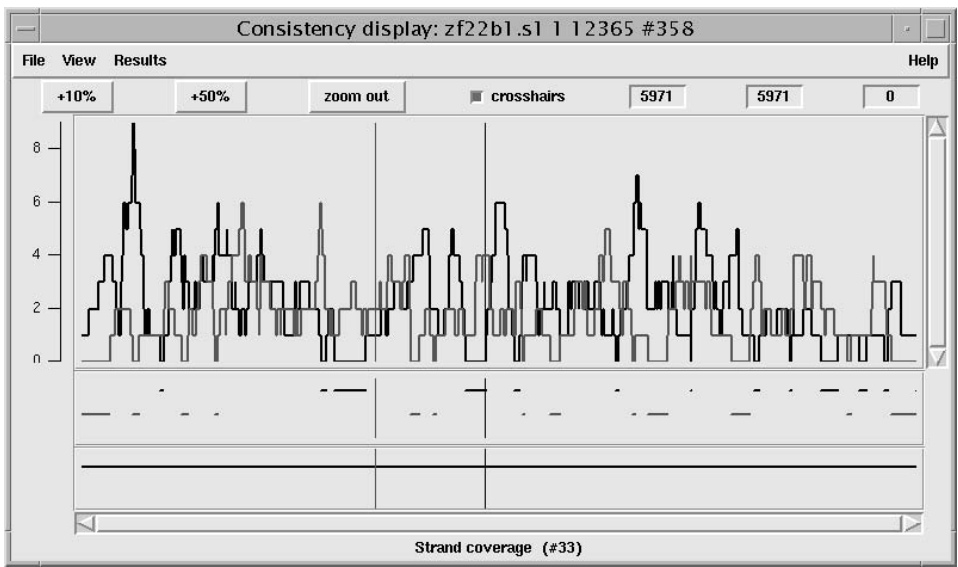 Consistency display: zf22b1.s1 1 12365 #358
File View Results Help
+10% +50% zoom out crosshairs 5971 5971 0
8
6
4
2
0
Strand coverage (#33)